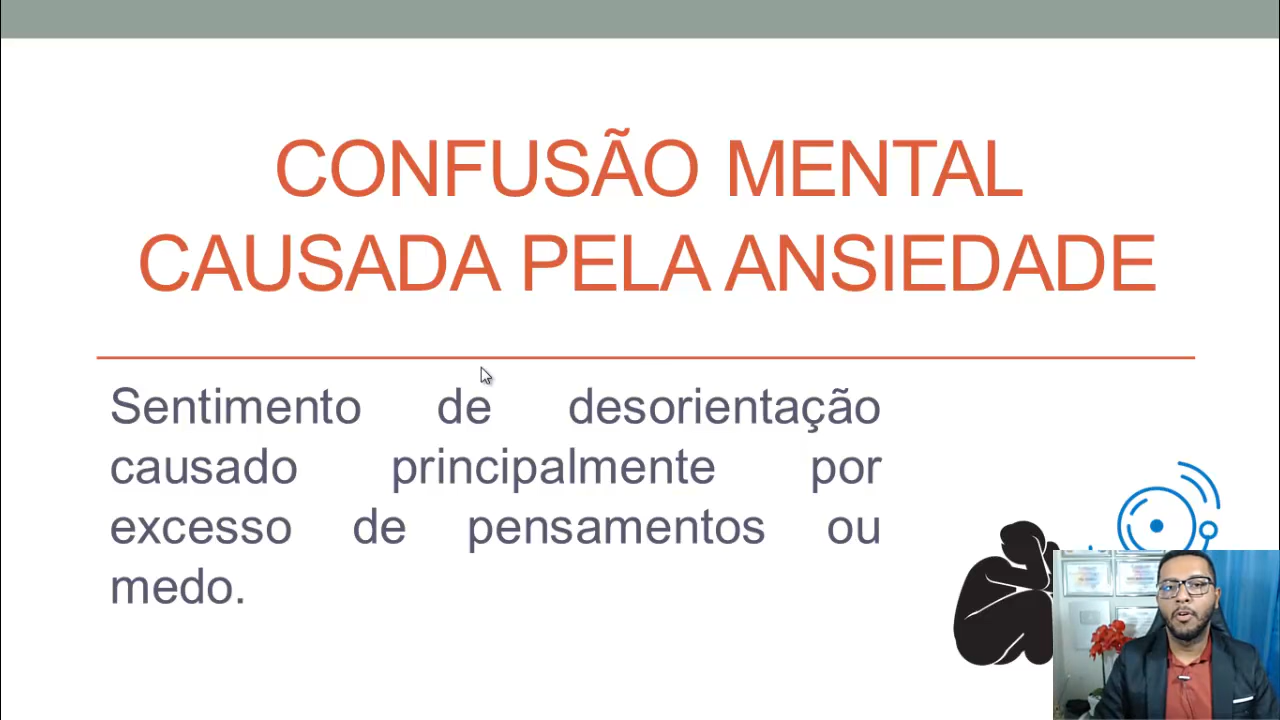 CONFUSÃO MENTAL
CAUSADA PELA ANSIEDADE
Sentimento de desorientação
causado principalmente por
excesso de pensamentos ou
medo.